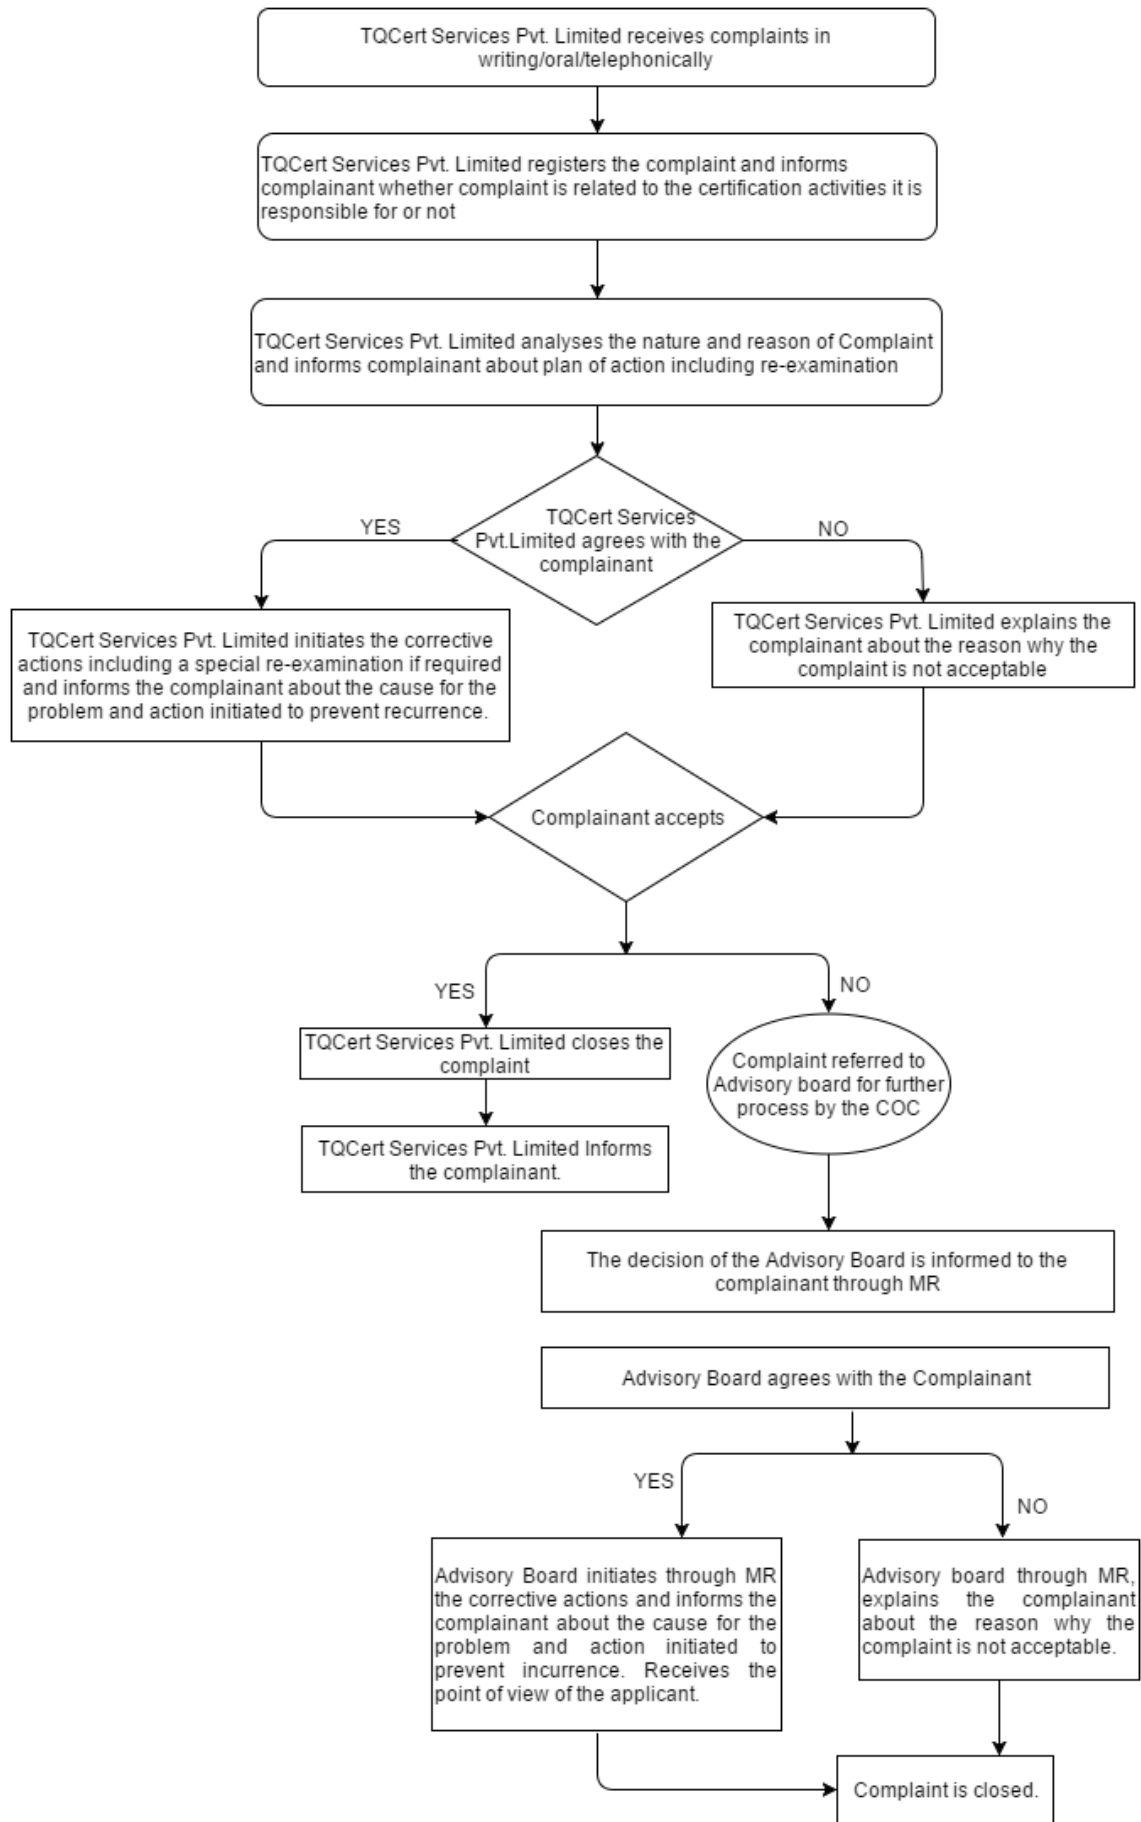 TQCert Services Pvt. Limited receives complaints in
writing/oral/telephonically
TQCert Services Pvt. Limited registers the complaint and informs
complainant whether complaint is related to the certification activities it is
responsible for or not
TQCert Services Pvt. Limited analyses the nature and reason of Complaint
and informs complainant about plan of action including re-examination
TQCert Services
Pvt.Limited agrees with the
complainant
YES
NO
TQCert Services Pvt. Limited initiates the corrective
actions including a special re-examination if required
and informs the complainant about the cause for the
problem and action initiated to prevent recurrence.
TQCert Services Pvt. Limited explains the
complainant about the reason why the
complaint is not acceptable
Complainant accepts
YES
NO
TQCert Services Pvt. Limited closes the
complaint
TQCert Services Pvt. Limited Informs
the complainant.
Complaint referred to
Advisory board for further
process by the COC
The decision of the Advisory Board is informed to the
complainant through MR
Advisory Board agrees with the Complainant
YES
NO
Advisory Board initiates through MR
the corrective actions and informs the
complainant about the cause for the
problem and action initiated to
prevent incurrence. Receives the
point of view of the applicant.
Advisory board through MR,
explains the complainant
about the reason why the
complaint is not acceptable.
Complaint is closed.